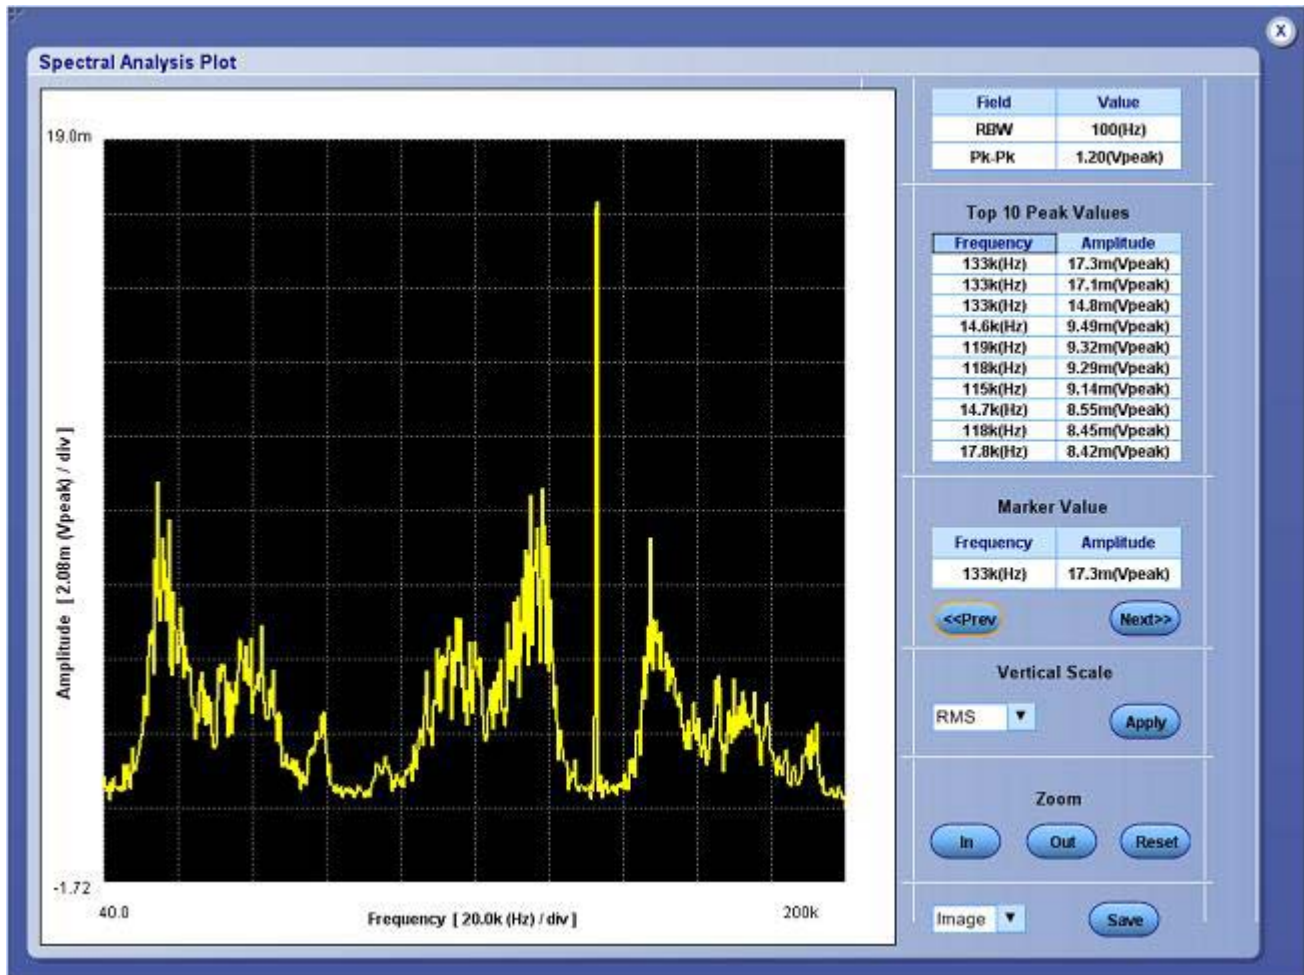 X
Spectral Analysis Plot
19.0m
Amplitude [ 2.08m (Vpeak) / div ]
-1.72
40.0
Frequency [ 20.0k (Hz) / div ]
200k
Field Value
RBW 100(Hz)
Pk-Pk 1.20(Vpeak)
Top 10 Peak Values
Frequency Amplitude
133k(Hz) 17.3m(Vpeak)
133k(Hz) 17.1m(Vpeak)
133k(Hz) 14.8m(Vpeak)
14.6k(Hz) 9.49m(Vpeak)
119k(Hz) 9.32m(Vpeak)
118k(Hz) 9.29m(Vpeak)
115k(Hz) 9.14m(Vpeak)
14.7k(Hz) 8.55m(Vpeak)
118k(Hz) 8.45m(Vpeak)
17.8k(Hz) 8.42m(Vpeak)
Marker Value
Frequency Amplitude
133k(Hz) 17.3m(Vpeak)
<<Prev Next>>
Vertical Scale
RMS Apply
Zoom
In Out Reset
Image Save